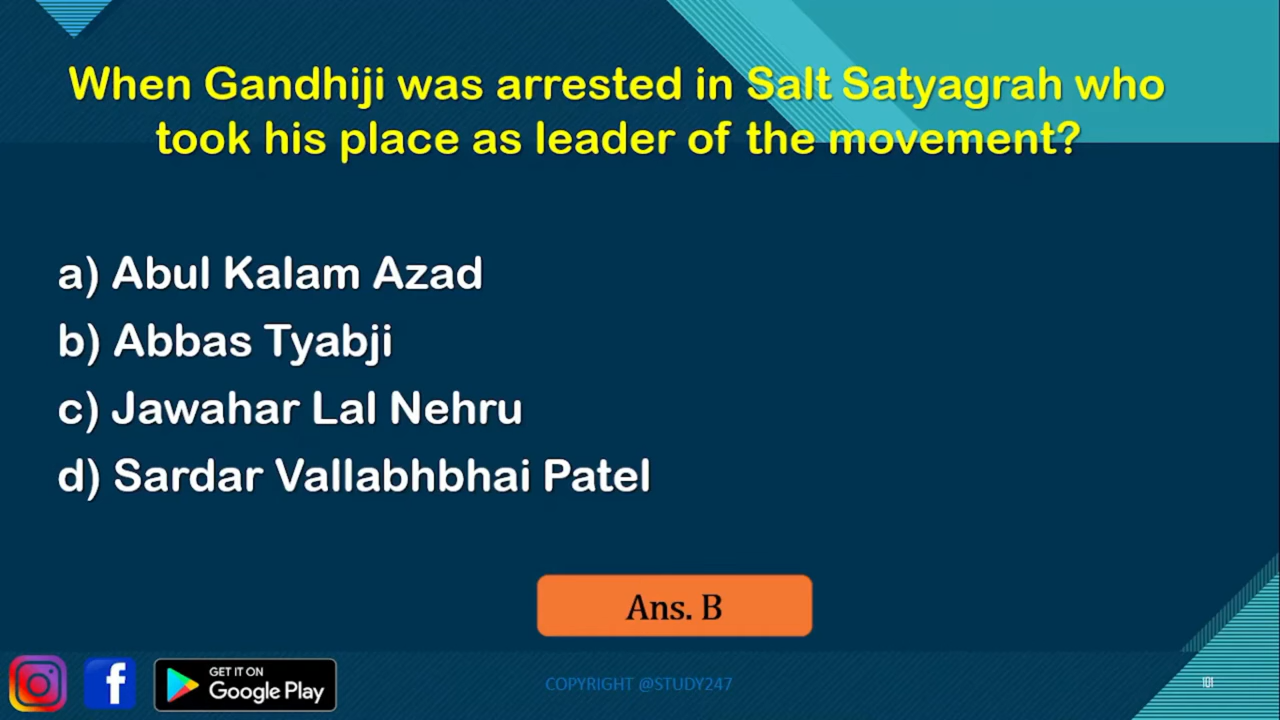 When Gandhiji was arrested in Salt Satyagrah who
took his place as leader of the movement?
a) Abul Kalam Azad
b) Abbas Tyabji
c) Jawahar Lal Nehru
d) Sardar Vallabhbhai Patel
Ans. B
f
GET IT ON
Google Play
COPYRIGHT @STUDY247
101